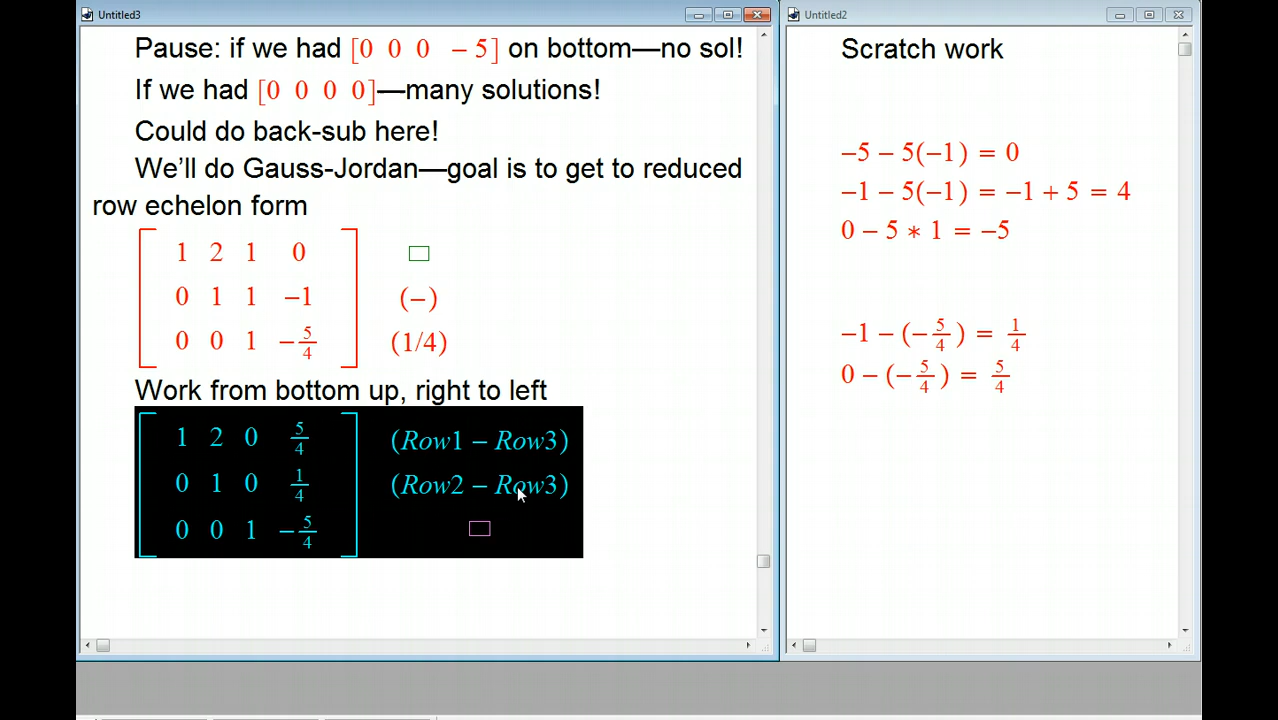 Untitled3
Pause: if we had [0 0 0 −5] on bottom—no sol!
If we had [0 0 0 0]—many solutions!
Could do back-sub here!
We’ll do Gauss-Jordan—goal is to get to reduced
row echelon form
1 2 1 0
0 1 1 −1 (−)
0 0 1 −5/4 (1/4)
Work from bottom up, right to left
1 2 0 5/4 (Row1 − Row3)
0 1 0 1/4 (Row2 − Row3)
0 0 1 −5/4
Untitled2
Scratch work
−5 − 5(−1) = 0
−1 − 5(−1) = −1 + 5 = 4
0 − 5 * 1 = −5
−1 − (−5/4) = 1/4
0 − (−5/4) = 5/4